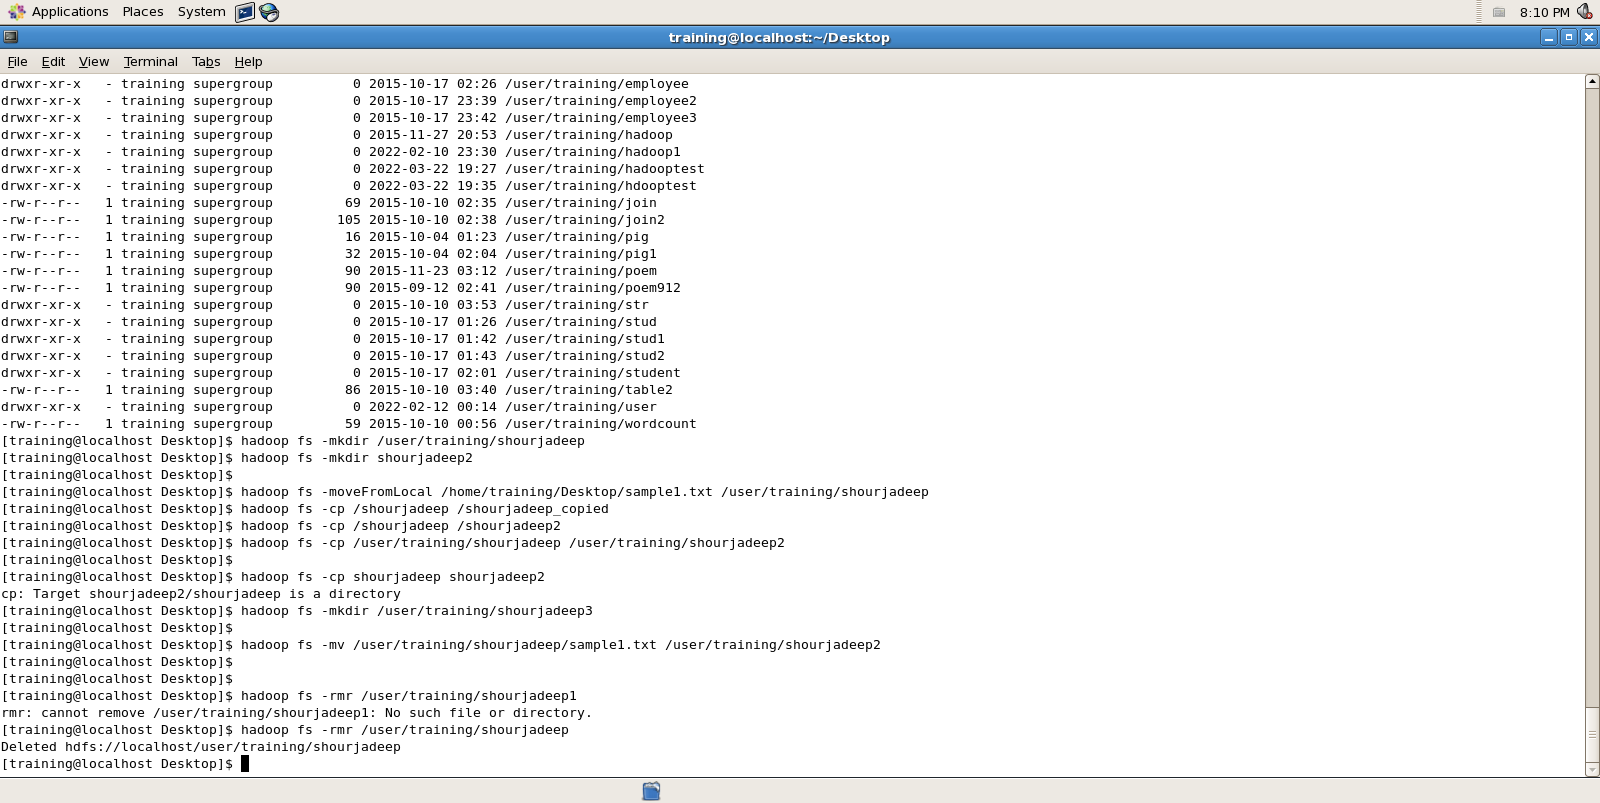 Applications Places System 8:10 PM
training@localhost:~/Desktop
File Edit View Terminal Tabs Help
drwxr-xr-x   - training supergroup          0 2015-10-17 02:26 /user/training/employee
drwxr-xr-x   - training supergroup          0 2015-10-17 23:39 /user/training/employee2
drwxr-xr-x   - training supergroup          0 2015-10-17 23:42 /user/training/employee3
drwxr-xr-x   - training supergroup          0 2015-11-27 20:53 /user/training/hadoop
drwxr-xr-x   - training supergroup          0 2022-02-10 23:30 /user/training/hadoop1
drwxr-xr-x   - training supergroup          0 2022-03-22 19:27 /user/training/hadooptest
drwxr-xr-x   - training supergroup          0 2022-03-22 19:35 /user/training/hdooptest
-rw-r--r--   1 training supergroup         69 2015-10-10 02:35 /user/training/join
-rw-r--r--   1 training supergroup        105 2015-10-10 02:38 /user/training/join2
-rw-r--r--   1 training supergroup         16 2015-10-04 01:23 /user/training/pig
-rw-r--r--   1 training supergroup         32 2015-10-04 02:04 /user/training/pig1
-rw-r--r--   1 training supergroup         90 2015-11-23 03:12 /user/training/poem
-rw-r--r--   1 training supergroup         90 2015-09-12 02:41 /user/training/poem912
drwxr-xr-x   - training supergroup          0 2015-10-10 03:53 /user/training/str
drwxr-xr-x   - training supergroup          0 2015-10-17 01:26 /user/training/stud
drwxr-xr-x   - training supergroup          0 2015-10-17 01:42 /user/training/stud1
drwxr-xr-x   - training supergroup          0 2015-10-17 01:43 /user/training/stud2
drwxr-xr-x   - training supergroup          0 2015-10-17 02:01 /user/training/student
-rw-r--r--   1 training supergroup         86 2015-10-10 03:40 /user/training/table2
drwxr-xr-x   - training supergroup          0 2022-02-12 00:14 /user/training/user
-rw-r--r--   1 training supergroup         59 2015-10-10 00:56 /user/training/wordcount
[training@localhost Desktop]$ hadoop fs -mkdir /user/training/shourjadeep
[training@localhost Desktop]$ hadoop fs -mkdir shourjadeep2
[training@localhost Desktop]$
[training@localhost Desktop]$ hadoop fs -moveFromLocal /home/training/Desktop/sample1.txt /user/training/shourjadeep
[training@localhost Desktop]$ hadoop fs -cp /shourjadeep /shourjadeep_copied
[training@localhost Desktop]$ hadoop fs -cp /shourjadeep /shourjadeep2
[training@localhost Desktop]$ hadoop fs -cp /user/training/shourjadeep /user/training/shourjadeep2
[training@localhost Desktop]$
[training@localhost Desktop]$ hadoop fs -cp shourjadeep shourjadeep2
cp: Target shourjadeep2/shourjadeep is a directory
[training@localhost Desktop]$ hadoop fs -mkdir /user/training/shourjadeep3
[training@localhost Desktop]$
[training@localhost Desktop]$ hadoop fs -mv /user/training/shourjadeep/sample1.txt /user/training/shourjadeep2
[training@localhost Desktop]$
[training@localhost Desktop]$
[training@localhost Desktop]$ hadoop fs -rmr /user/training/shourjadeep1
rmr: cannot remove /user/training/shourjadeep1: No such file or directory.
[training@localhost Desktop]$ hadoop fs -rmr /user/training/shourjadeep
Deleted hdfs://localhost/user/training/shourjadeep
[training@localhost Desktop]$